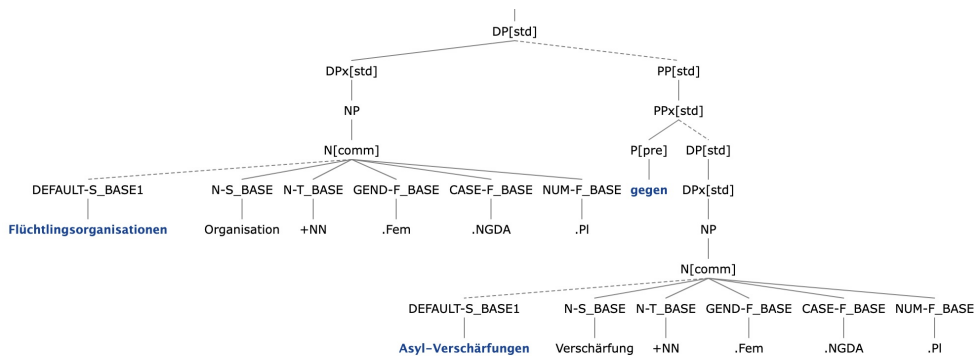 DP[std]
DPx[std] PP[std]
NP PPx[std]
N[comm] P[pre] DP[std]
DEFAULT-S_BASE1 N-S_BASE N-T_BASE GEND-F_BASE CASE-F_BASE NUM-F_BASE gegen DPx[std]
Flüchtlingsorganisationen Organisation +NN .Fem .NGDA .Pl NP
N[comm]
DEFAULT-S_BASE1 N-S_BASE N-T_BASE GEND-F_BASE CASE-F_BASE NUM-F_BASE
Asyl-Verschärfungen Verschärfung +NN .Fem .NGDA .Pl